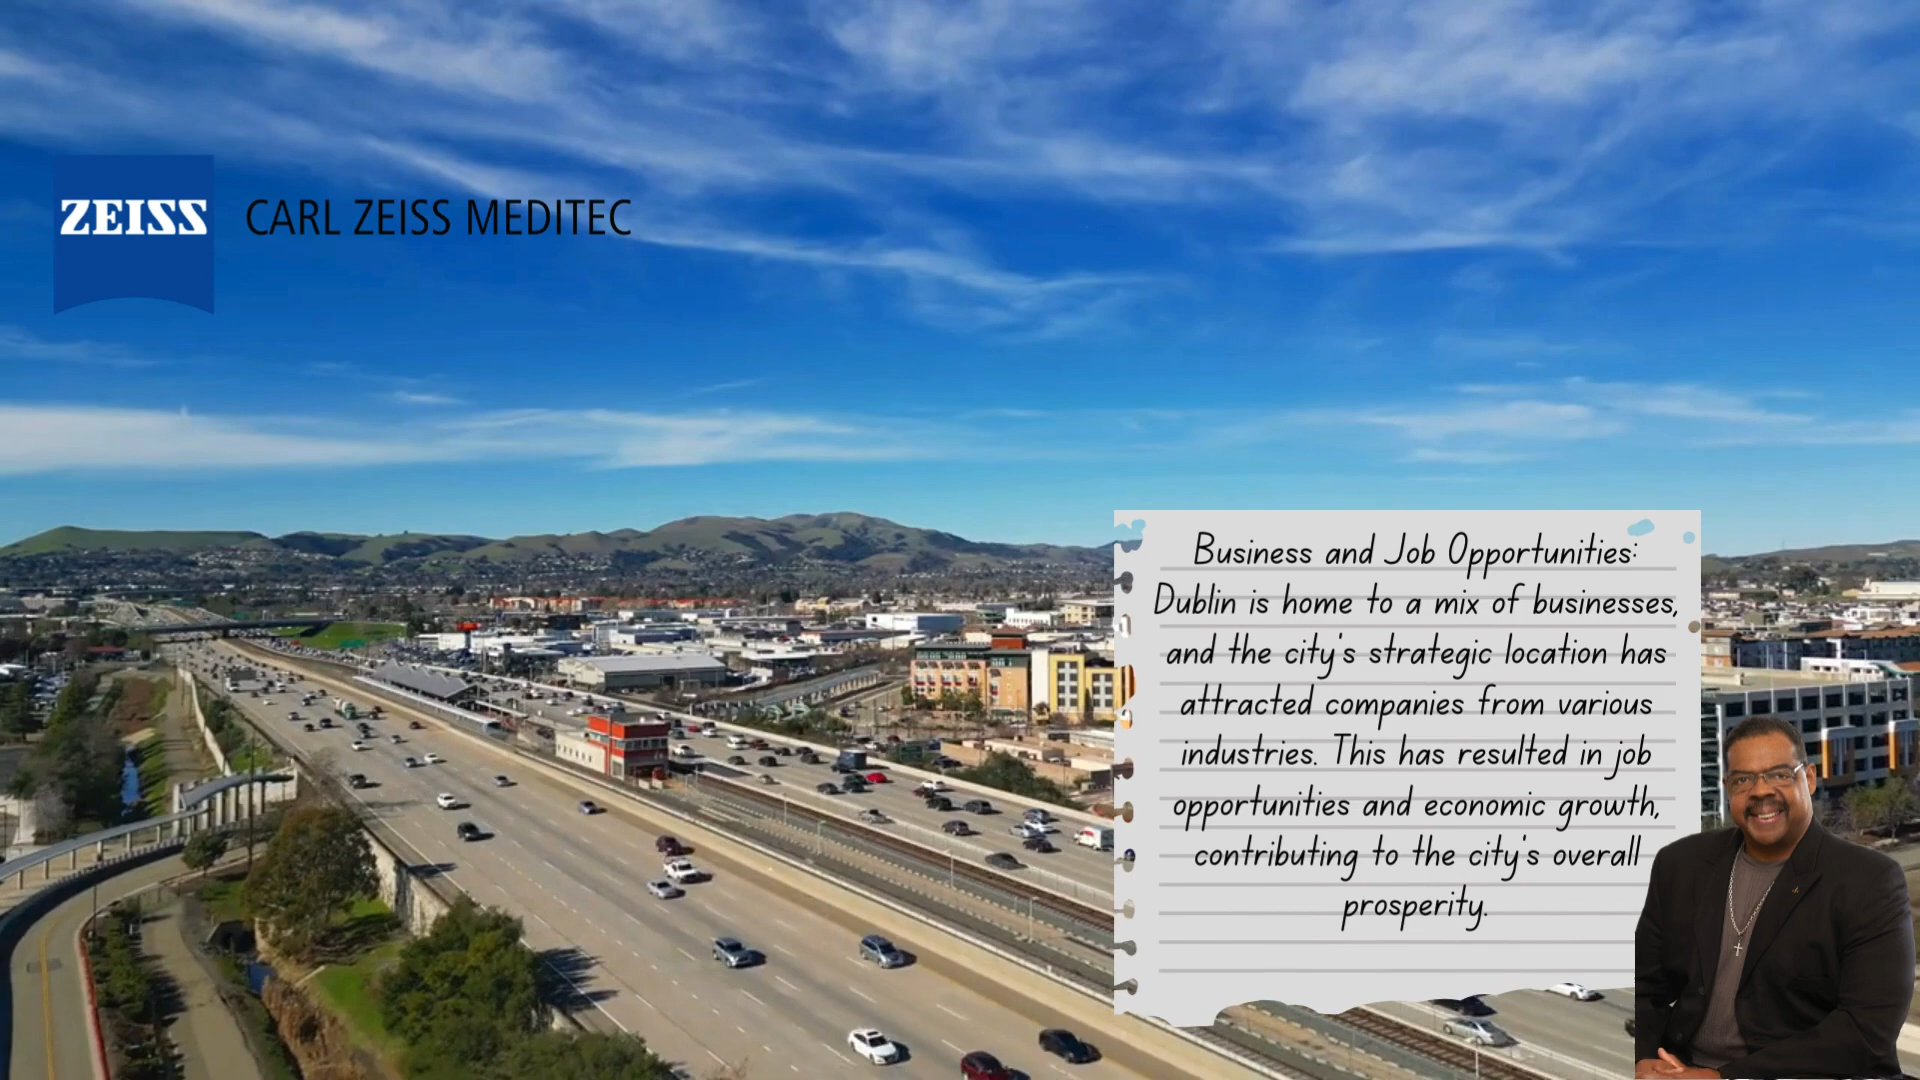 ZEISS
CARL ZEISS MEDITEC
Business and Job Opportunities:
Dublin is home to a mix of businesses,
and the city's strategic location has
attracted companies from various
industries. This has resulted in job
opportunities and economic growth,
contributing to the city's overall
prosperity.